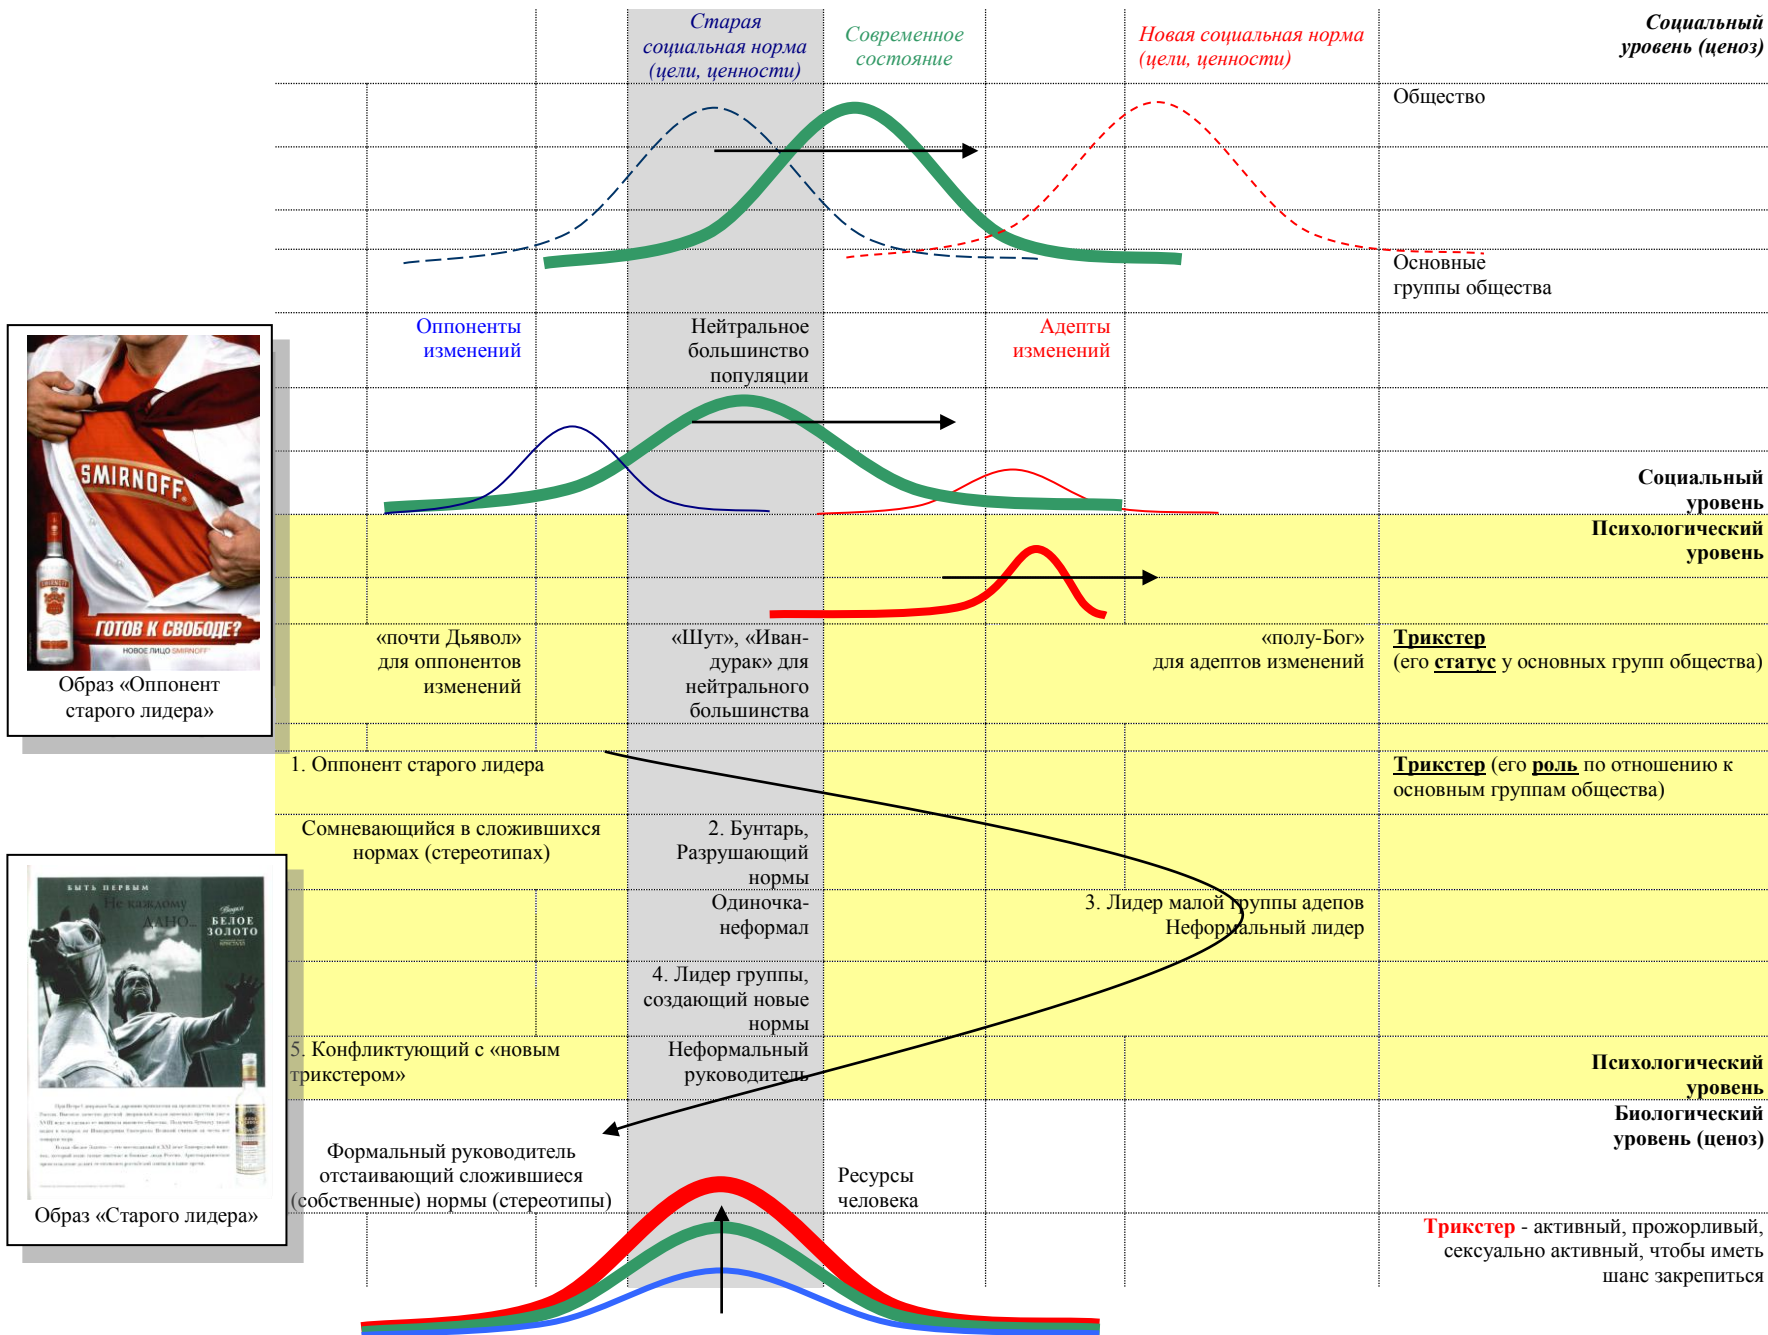 Старая
социальная норма
(цели, ценности)
Современное
состояние
Новая социальная норма
(цели, ценности)
Социальный
уровень (ценоз)
Общество
Основные
группы общества
Оппоненты
изменений
Нейтральное
большинство
популяции
Адепты
изменений
SMIRNOFF
ГОТОВ К СВОБОДЕ?
НОВОЕ ЛИЦО SMIRNOFF
Образ «Оппонент
старого лидера»
Социальный
уровень
Психологический
уровень
«почти Дьявол»
для оппонентов
изменений
«Шут», «Иван-
дурак» для
нейтрального
большинства
«полу-Бог»
для адептов изменений
Трикстер
(его статус у основных групп общества)
1. Оппонент старого лидера
Трикстер (его роль по отношению к
основным группам общества)
Сомневающийся в сложившихся
нормах (стереотипах)
2. Бунтарь,
Разрушающий
нормы
Одиночка-
неформал
3. Лидер малой группы адепов
Неформальный лидер
4. Лидер группы,
создающий новые
нормы
5. Конфликтующий с «новым
трикстером»
Неформальный
руководитель
Психологический
уровень
Биологический
уровень (ценоз)
БЫТЬ ПЕРВЫМ
Не каждому
ДАНО...
Водка
БЕЛОЕ
ЗОЛОТО
Образ «Старого лидера»
Формальный руководитель
отстаивающий сложившиеся
(собственные) нормы (стереотипы)
Ресурсы
человека
Трикстер - активный, прожорливый,
сексуально активный, чтобы иметь
шанс закрепиться